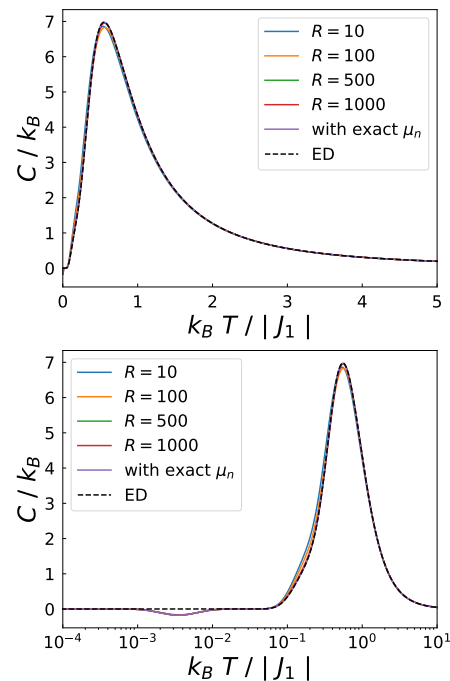 7
6
5
4
3
2
1
0
C / k_B
R = 10
R = 100
R = 500
R = 1000
with exact μ_n
ED
0 1 2 3 4 5
k_B T / | J_1 |
7
6
5
4
3
2
1
0
C / k_B
R = 10
R = 100
R = 500
R = 1000
with exact μ_n
ED
10^{-4} 10^{-3} 10^{-2} 10^{-1} 10^0 10^1
k_B T / | J_1 |